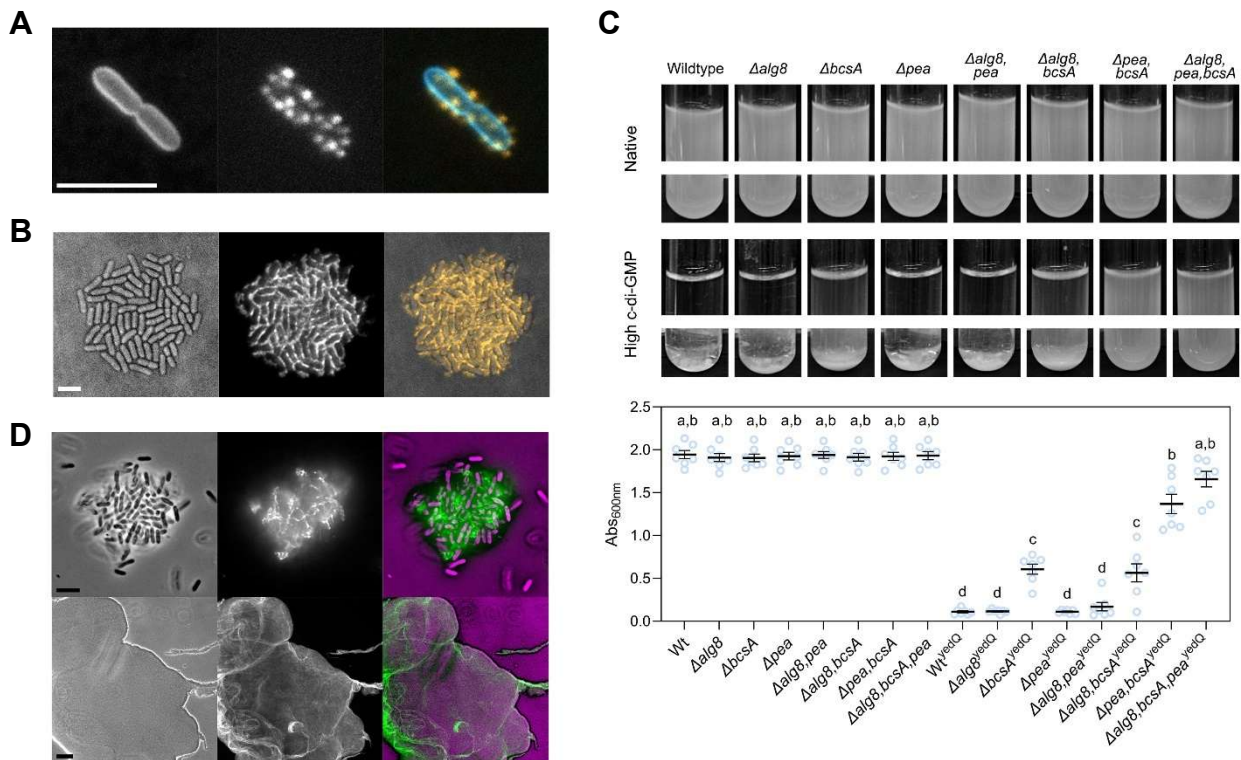 A
B
D
C
Wildtype
Δalg8
ΔbcsA
Δpea
Δalg8,
pea
Δalg8,
bcsA
Δpea,
bcsA
Δalg8,
pea,bcsA
Native
High c-di-GMP
a,b a,b a,b a,b a,b a,b a,b a,b d d c d d c b a,b
Abs600nm
2.5
2.0
1.5
1.0
0.5
0.0
Wt
Δalg8
ΔbcsA
Δpea
Δalg8,pea
Δalg8,bcsA
Δpea,bcsA
Δalg8,bcsA,pea
WtyedQ
Δalg8yedQ
ΔbcsAyedQ
ΔpeayedQ
Δalg8,peayedQ
Δalg8,bcsAyedQ
Δpea,bcsAyedQ
Δalg8,bcsA,peayedQ